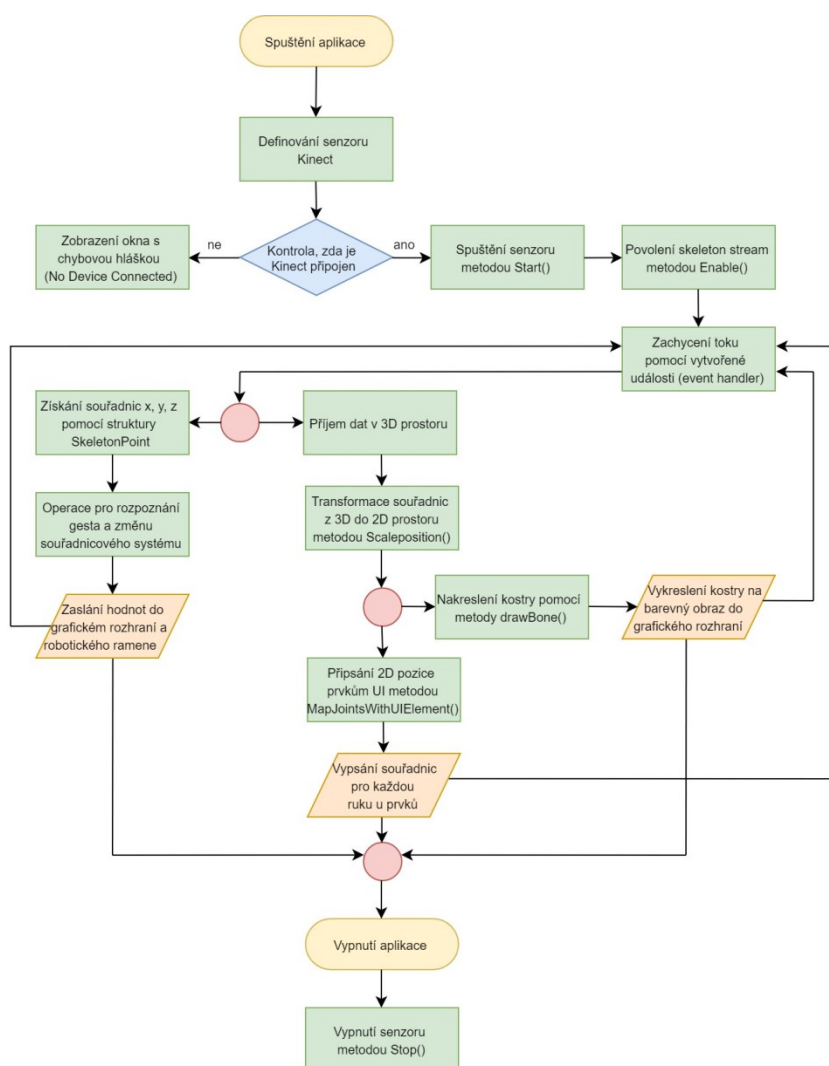 Spuštění aplikace
Definování senzoru
Kinect
Zobrazení okna s
chybovou hláškou
(No Device Connected)
ne
Kontrola, zda je
Kinect připojen
ano
Spuštění senzoru
metodou Start()
Povolení skeleton stream
metodou Enable()
Zachycení toku
pomocí vytvořené
události (event handler)
Získání souřadnic x, y, z
pomocí struktury
SkeletonPoint
Příjem dat v 3D prostoru
Operace pro rozpoznání
gesta a změnu
souřadnicového systému
Transformace souřadnic
z 3D do 2D prostoru
metodou Scaleposition()
Zaslání hodnot do
grafickém rozhraní a
robotického ramene
Nakreslení kostry pomocí
metody drawBone()
Vykreslení kostry na
barevný obraz do
grafického rozhraní
Připsání 2D pozice
prvkům UI metodou
MapJointsWithUIElement()
Vypsání souřadnic
pro každou
ruku u prvků
Vypnutí aplikace
Vypnutí senzoru
metodou Stop()